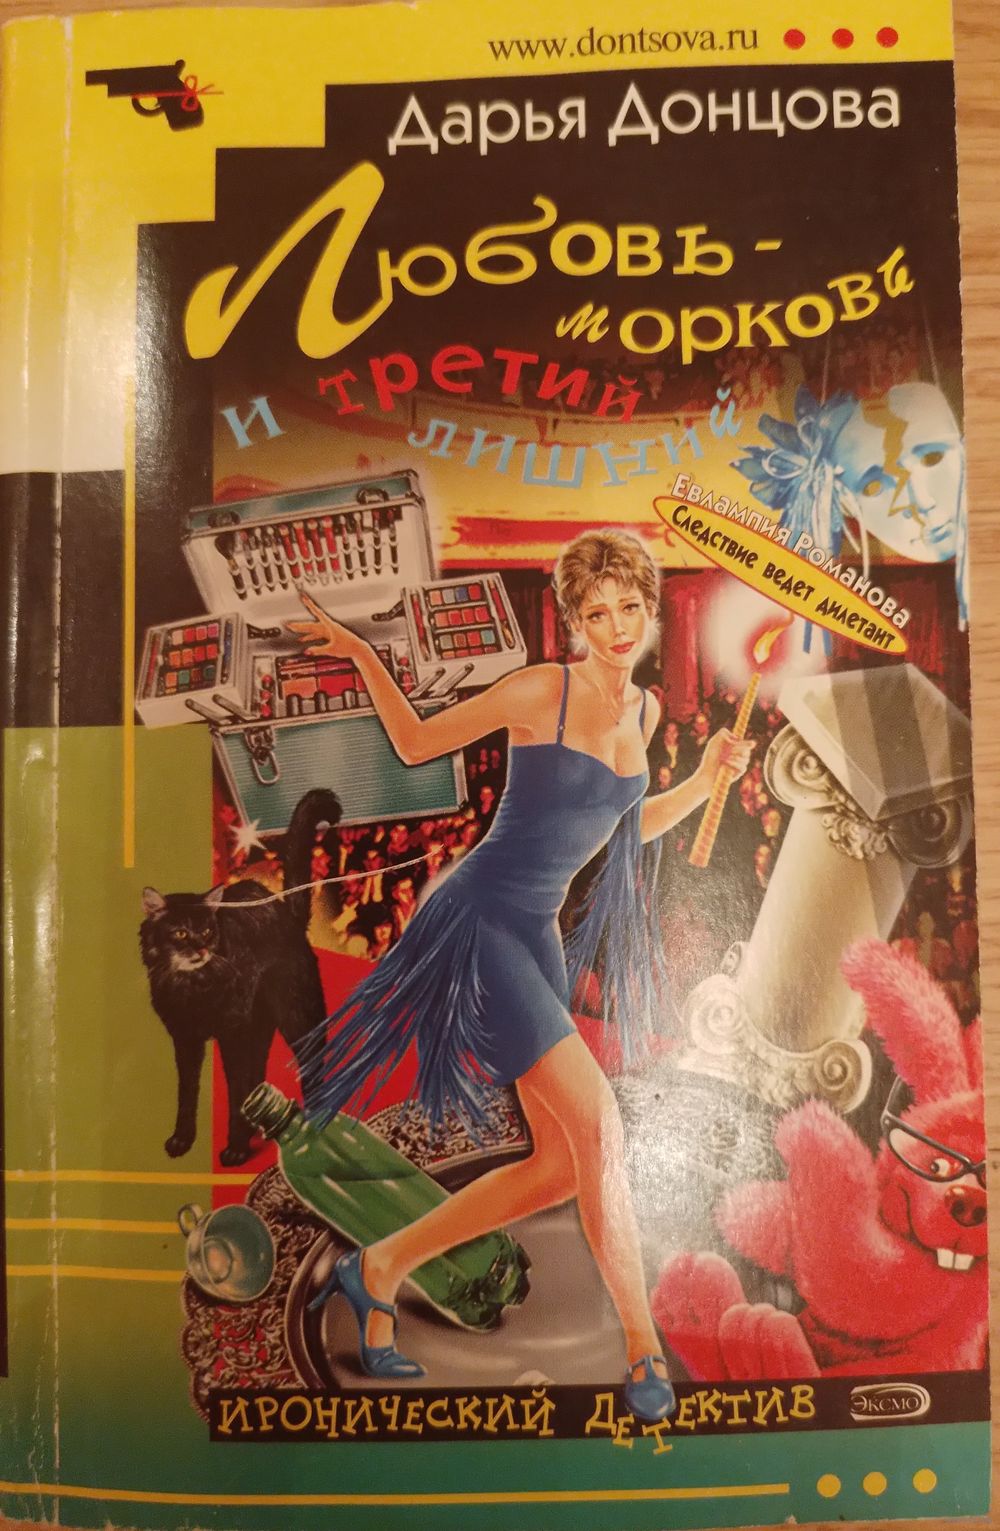 www.dontsova.ru
Дарья Донцова
Любовь-
морковь
и третий
лишний
Евлампия Романова
Следствие ведет дилетант
Иронический детектив
ЭКСМО